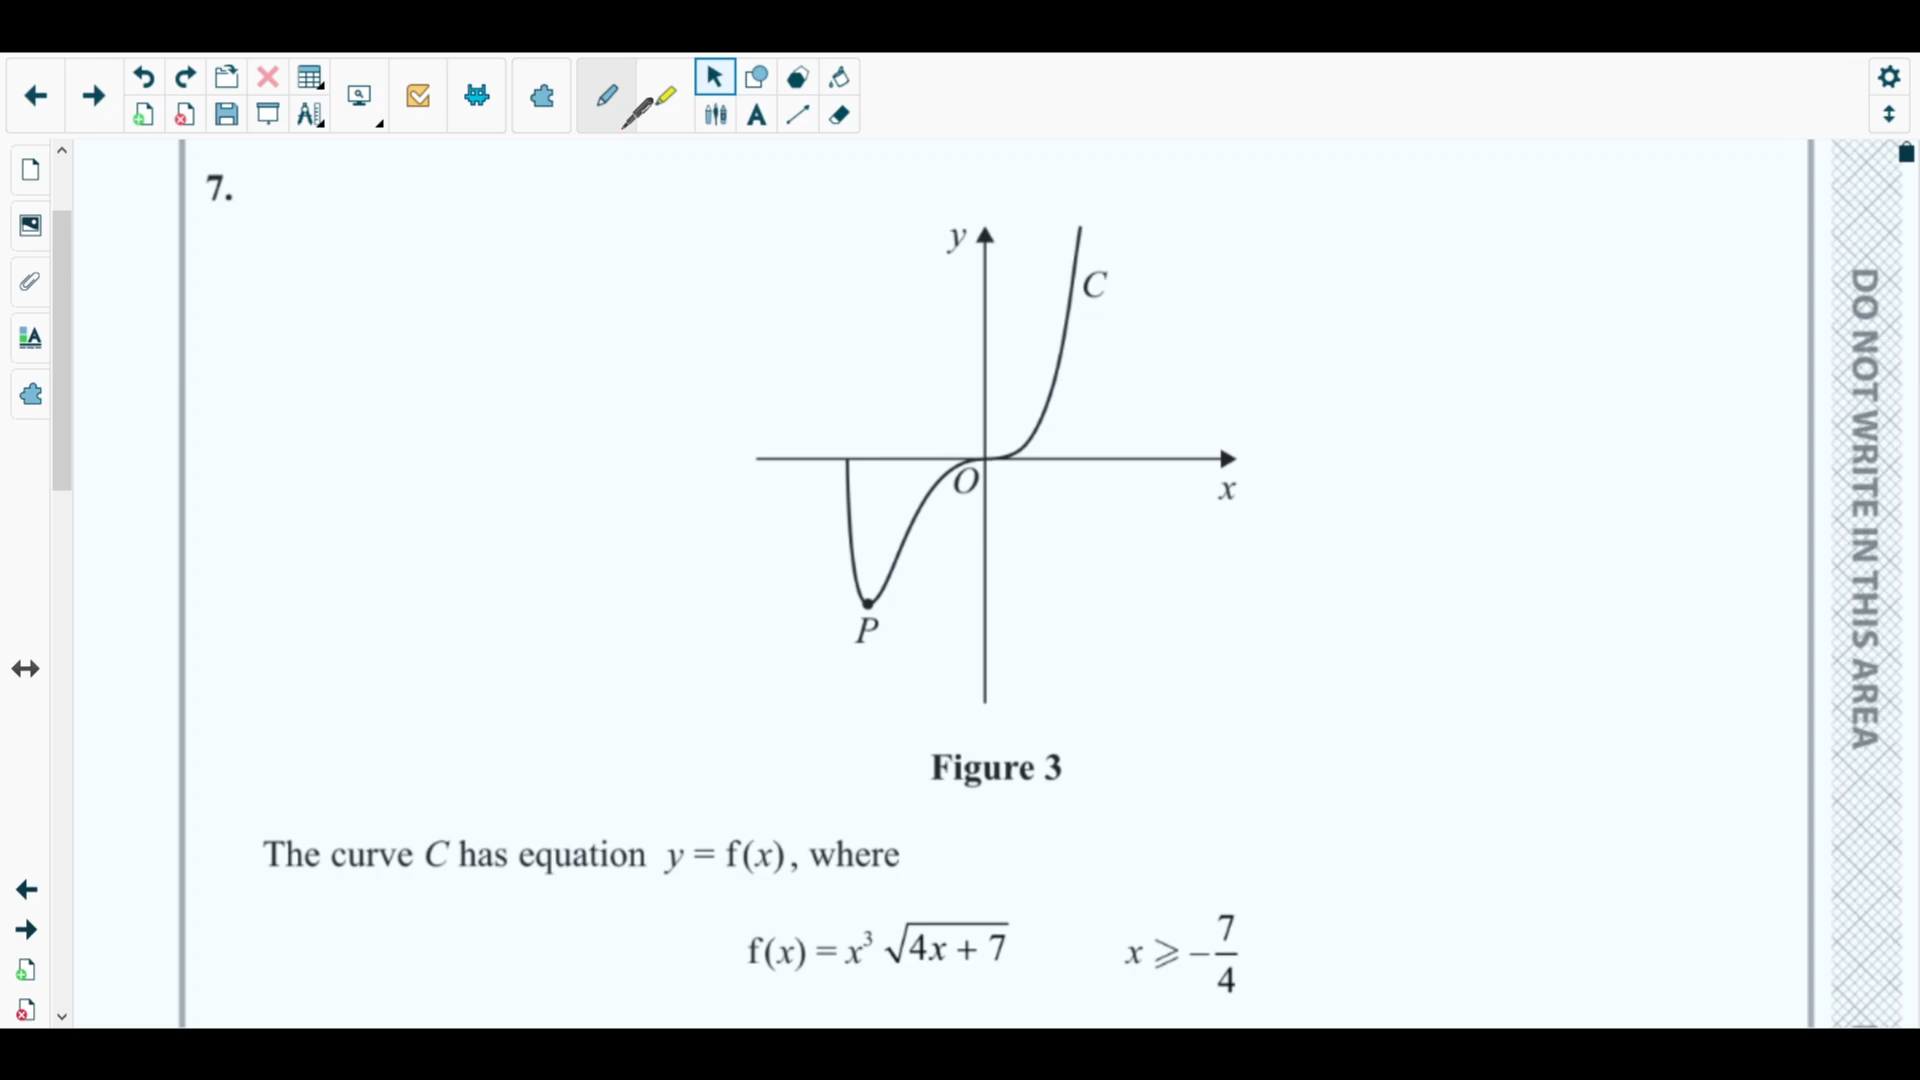 7.
y
C
O
x
P
Figure 3
The curve C has equation y = f(x), where
f(x) = x³ √(4x + 7) x ⩾ −7/4
DO NOT WRITE IN THIS AREA